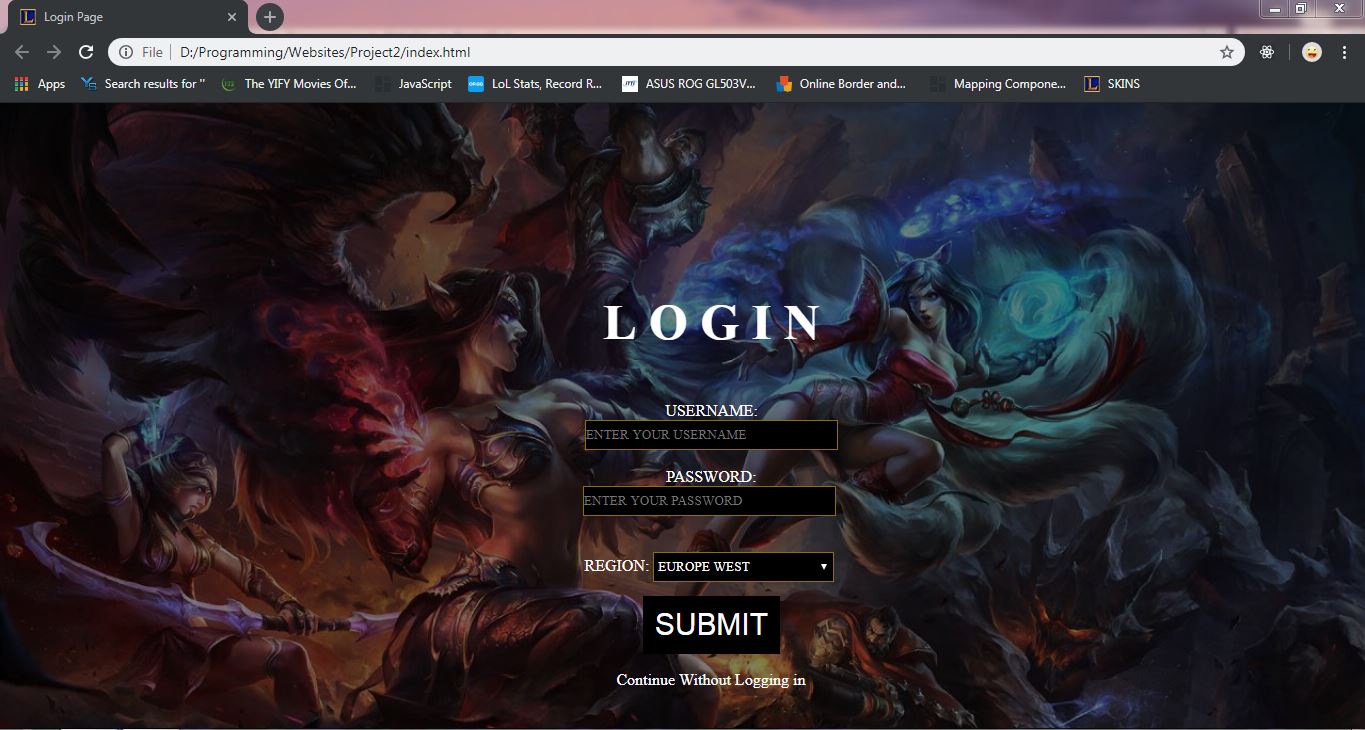 Login Page
File D:/Programming/Websites/Project2/index.html
Apps Search results for '' The YIFY Movies Of... JavaScript LoL Stats, Record R... ASUS ROG GL503V... Online Border and... Mapping Compone... SKINS
LOGIN
USERNAME:
ENTER YOUR USERNAME
PASSWORD:
ENTER YOUR PASSWORD
REGION: EUROPE WEST
SUBMIT
Continue Without Logging in